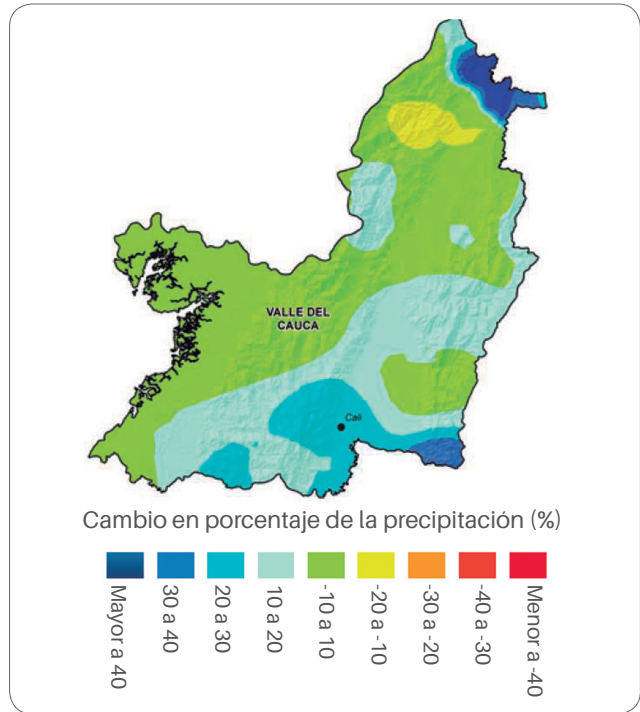 VALLE DEL
CAUCA
Cali
Cambio en porcentaje de la precipitación (%)
Mayor a 40
30 a 40
20 a 30
10 a 20
-10 a 10
-20 a -10
-30 a -20
-40 a -30
Menor a -40